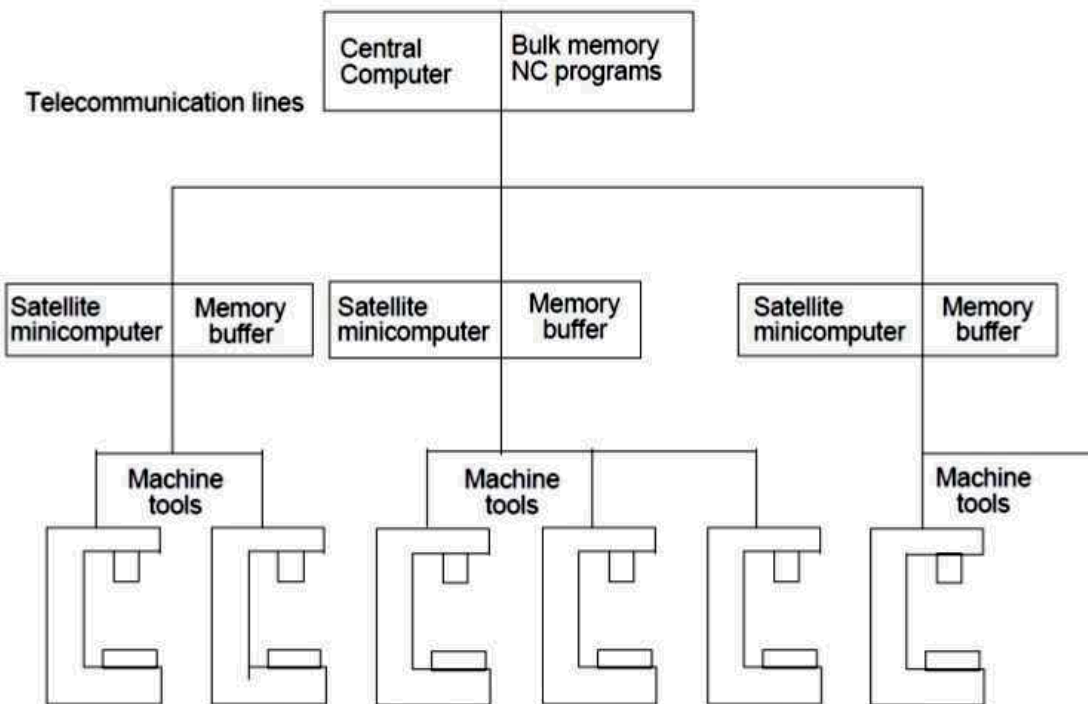 Central
Computer
Bulk memory
NC programs
Telecommunication lines
Satellite
minicomputer
Memory
buffer
Satellite
minicomputer
Memory
buffer
Satellite
minicomputer
Memory
buffer
Machine
tools
Machine
tools
Machine
tools